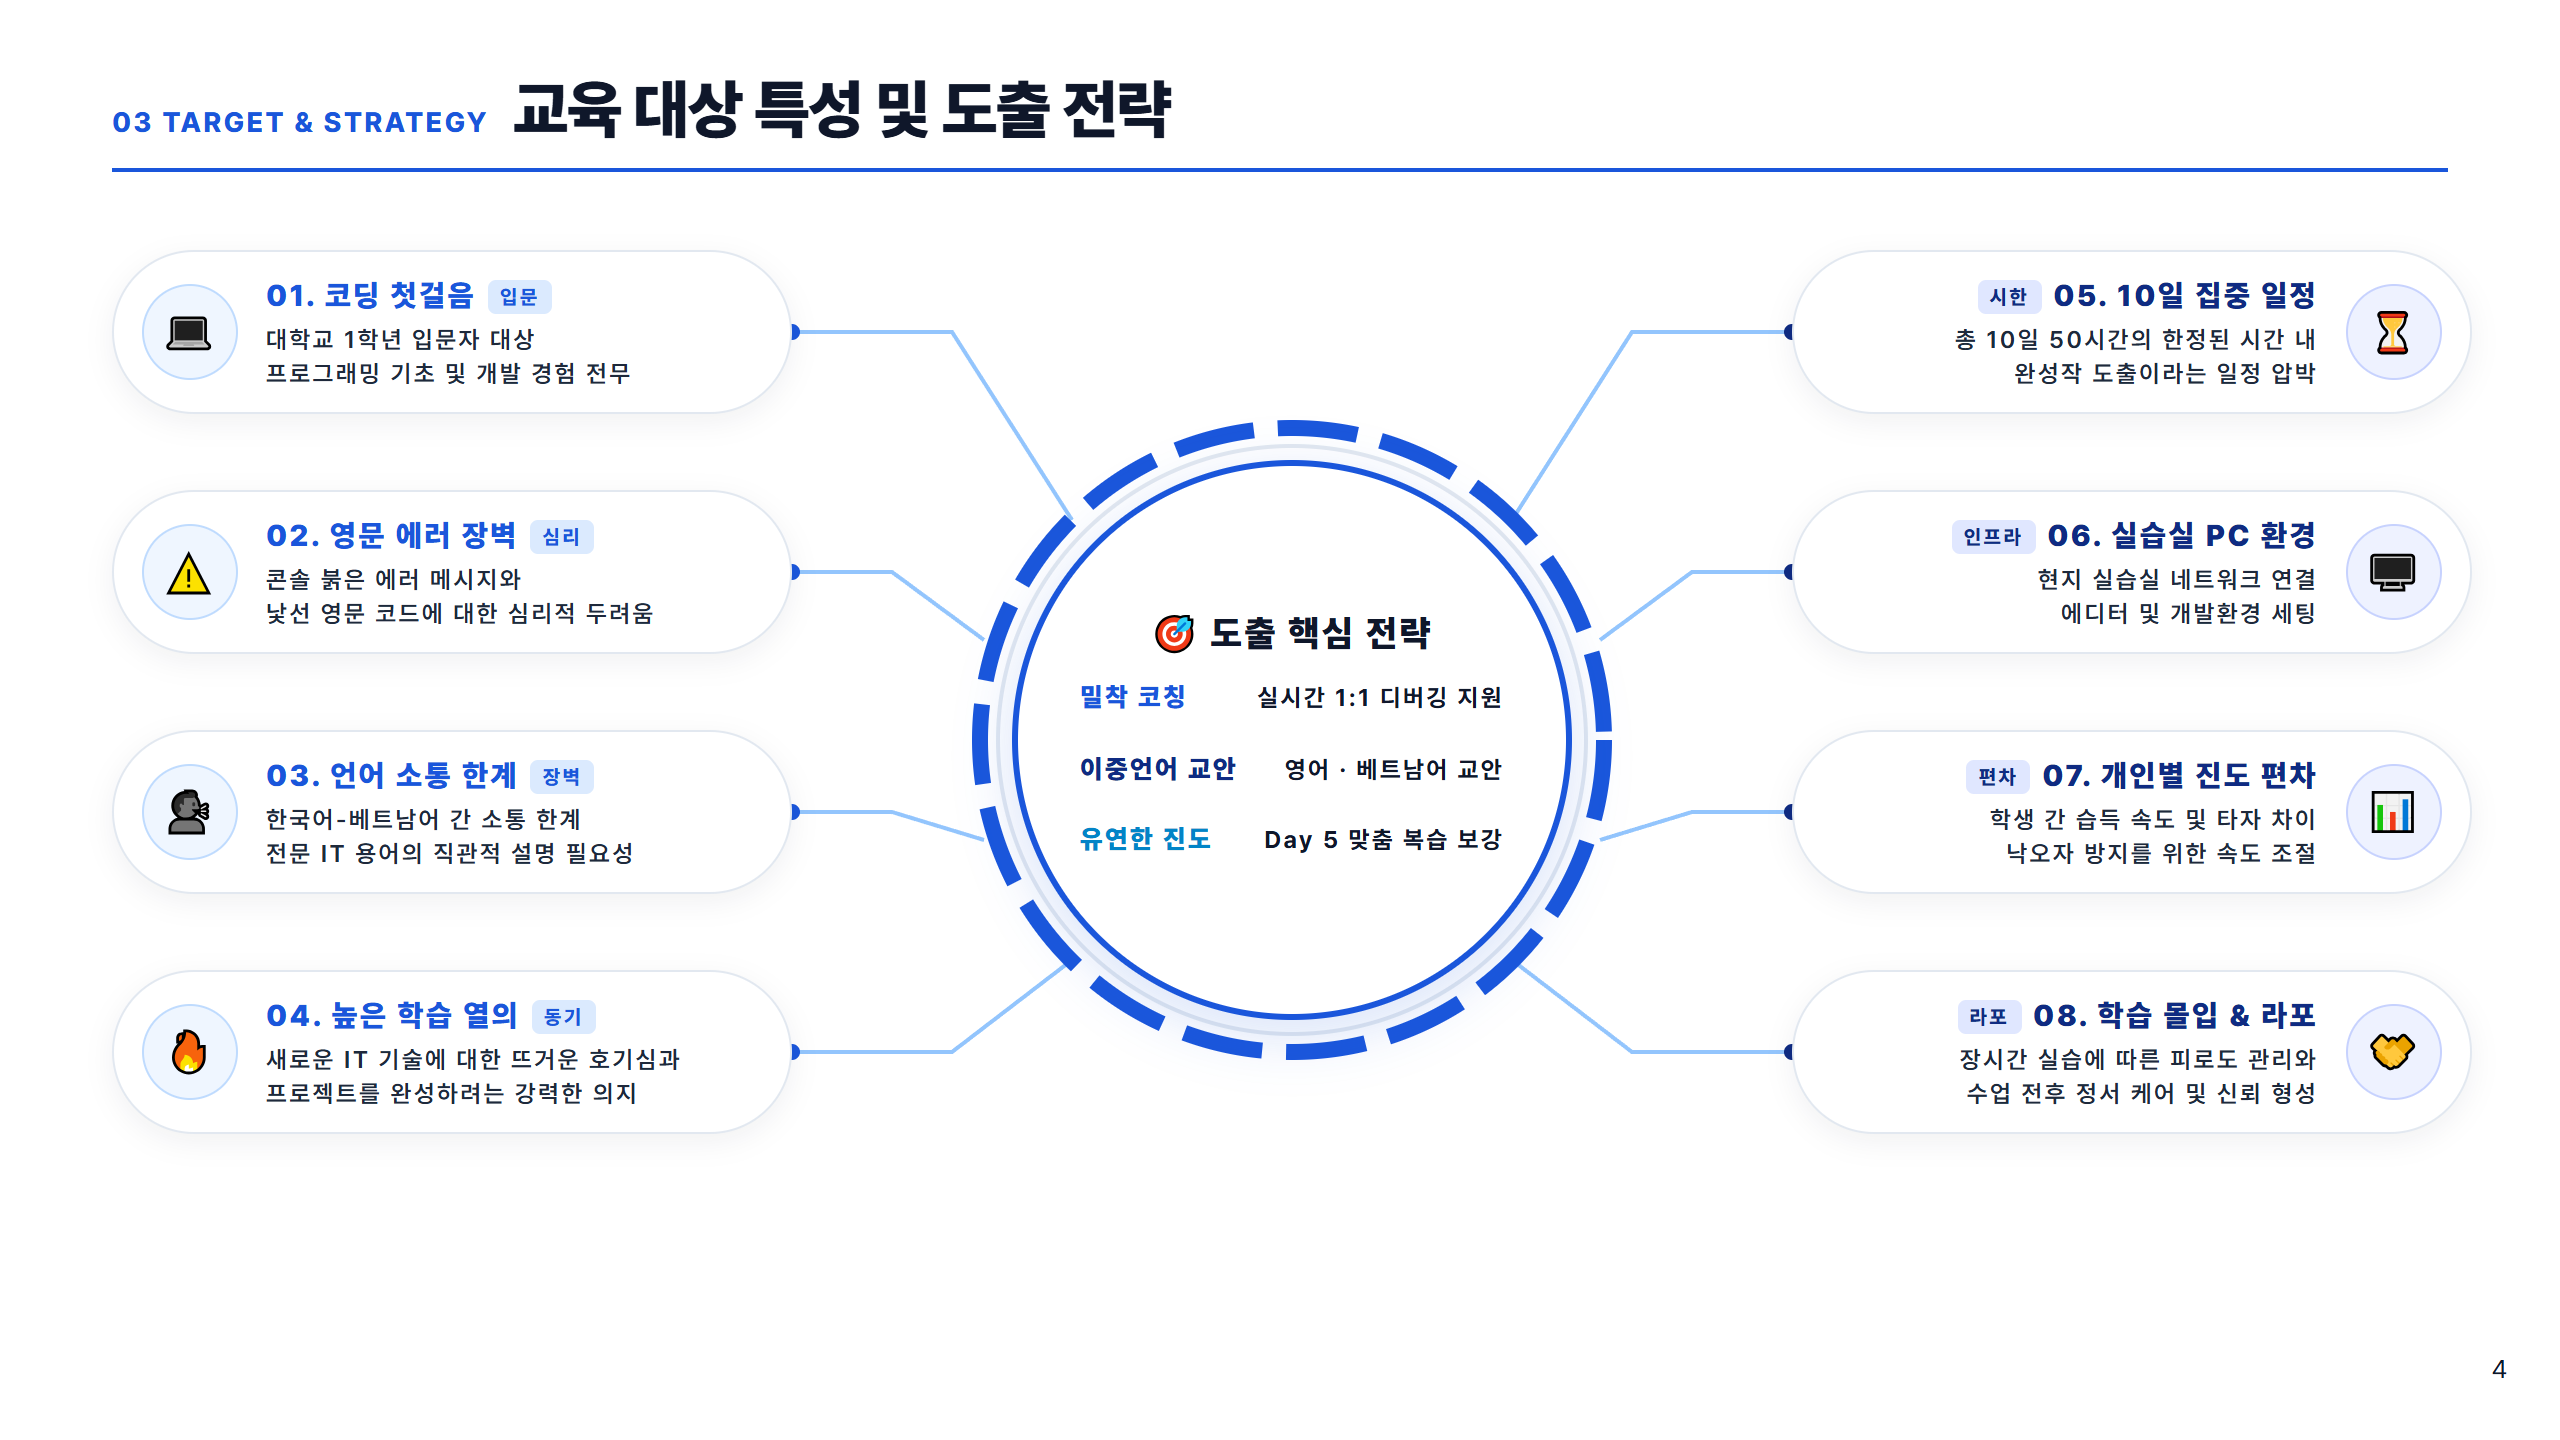 03 TARGET & STRATEGY 교육 대상 특성 및 도출 전략
01. 코딩 첫걸음 입문
대학교 1학년 입문자 대상
프로그래밍 기초 및 개발 경험 전무
02. 영문 에러 장벽 심리
콘솔 붉은 에러 메시지와
낯선 영문 코드에 대한 심리적 두려움
03. 언어 소통 한계 장벽
한국어-베트남어 간 소통 한계
전문 IT 용어의 직관적 설명 필요성
04. 높은 학습 열의 동기
새로운 IT 기술에 대한 뜨거운 호기심과
프로젝트를 완성하려는 강력한 의지
도출 핵심 전략
밀착 코칭 실시간 1:1 디버깅 지원
이중언어 교안 영어 · 베트남어 교안
유연한 진도 Day 5 맞춤 복습 보강
시한 05. 10일 집중 일정
총 10일 50시간의 한정된 시간 내
완성작 도출이라는 일정 압박
인프라 06. 실습실 PC 환경
현지 실습실 네트워크 연결
에디터 및 개발환경 세팅
편차 07. 개인별 진도 편차
학생 간 습득 속도 및 타자 차이
낙오자 방지를 위한 속도 조절
라포 08. 학습 몰입 & 라포
장시간 실습에 따른 피로도 관리와
수업 전후 정서 케어 및 신뢰 형성
4